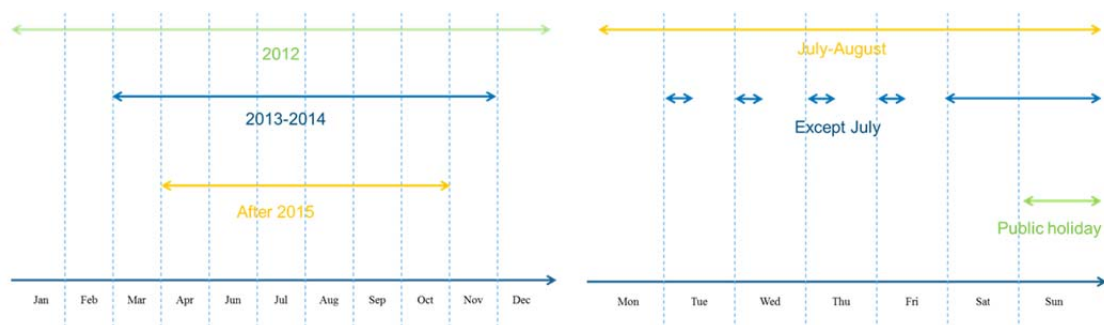 2012
2013-2014
After 2015
Jan Feb Mar Apr Jun Jul Aug Sep Oct Nov Dec
July-August
Except July
Public holiday
Mon Tue Wed Thu Fri Sat Sun